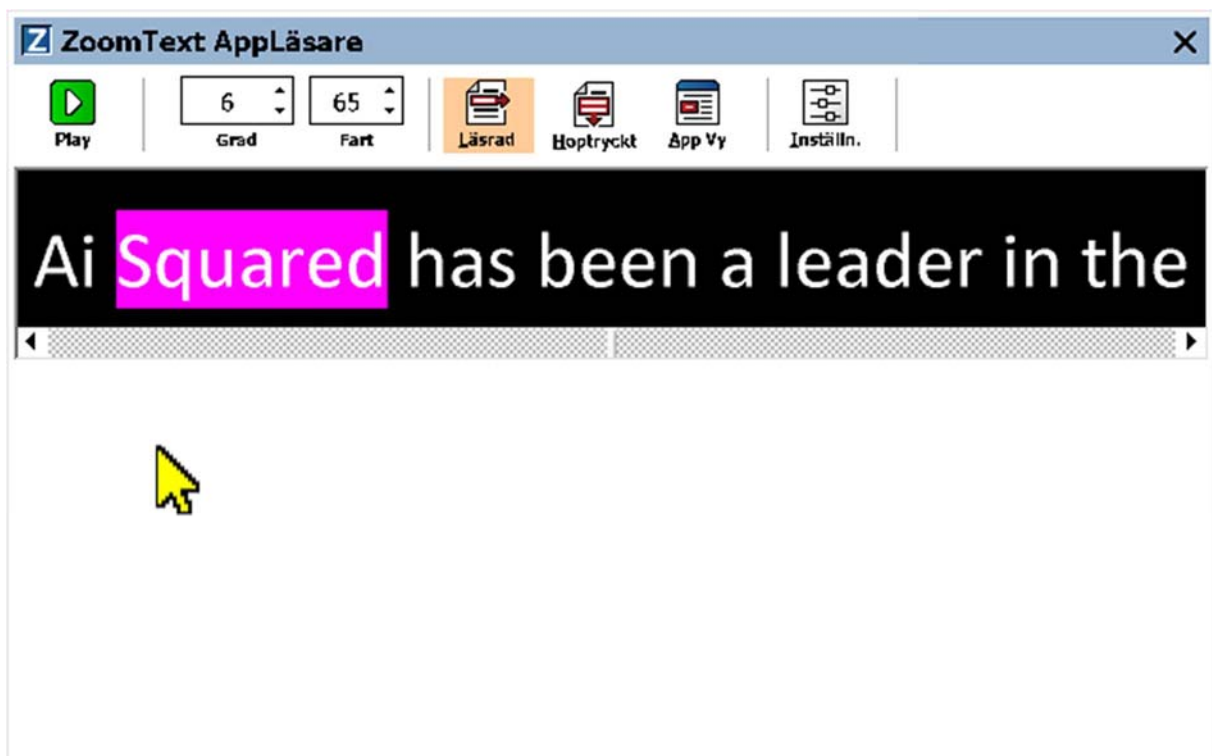 Z ZoomText AppLäsare
6 65
Play Grad Fart Läsrad Hoptryckt App Vy Inställn.
Ai Squared has been a leader in the